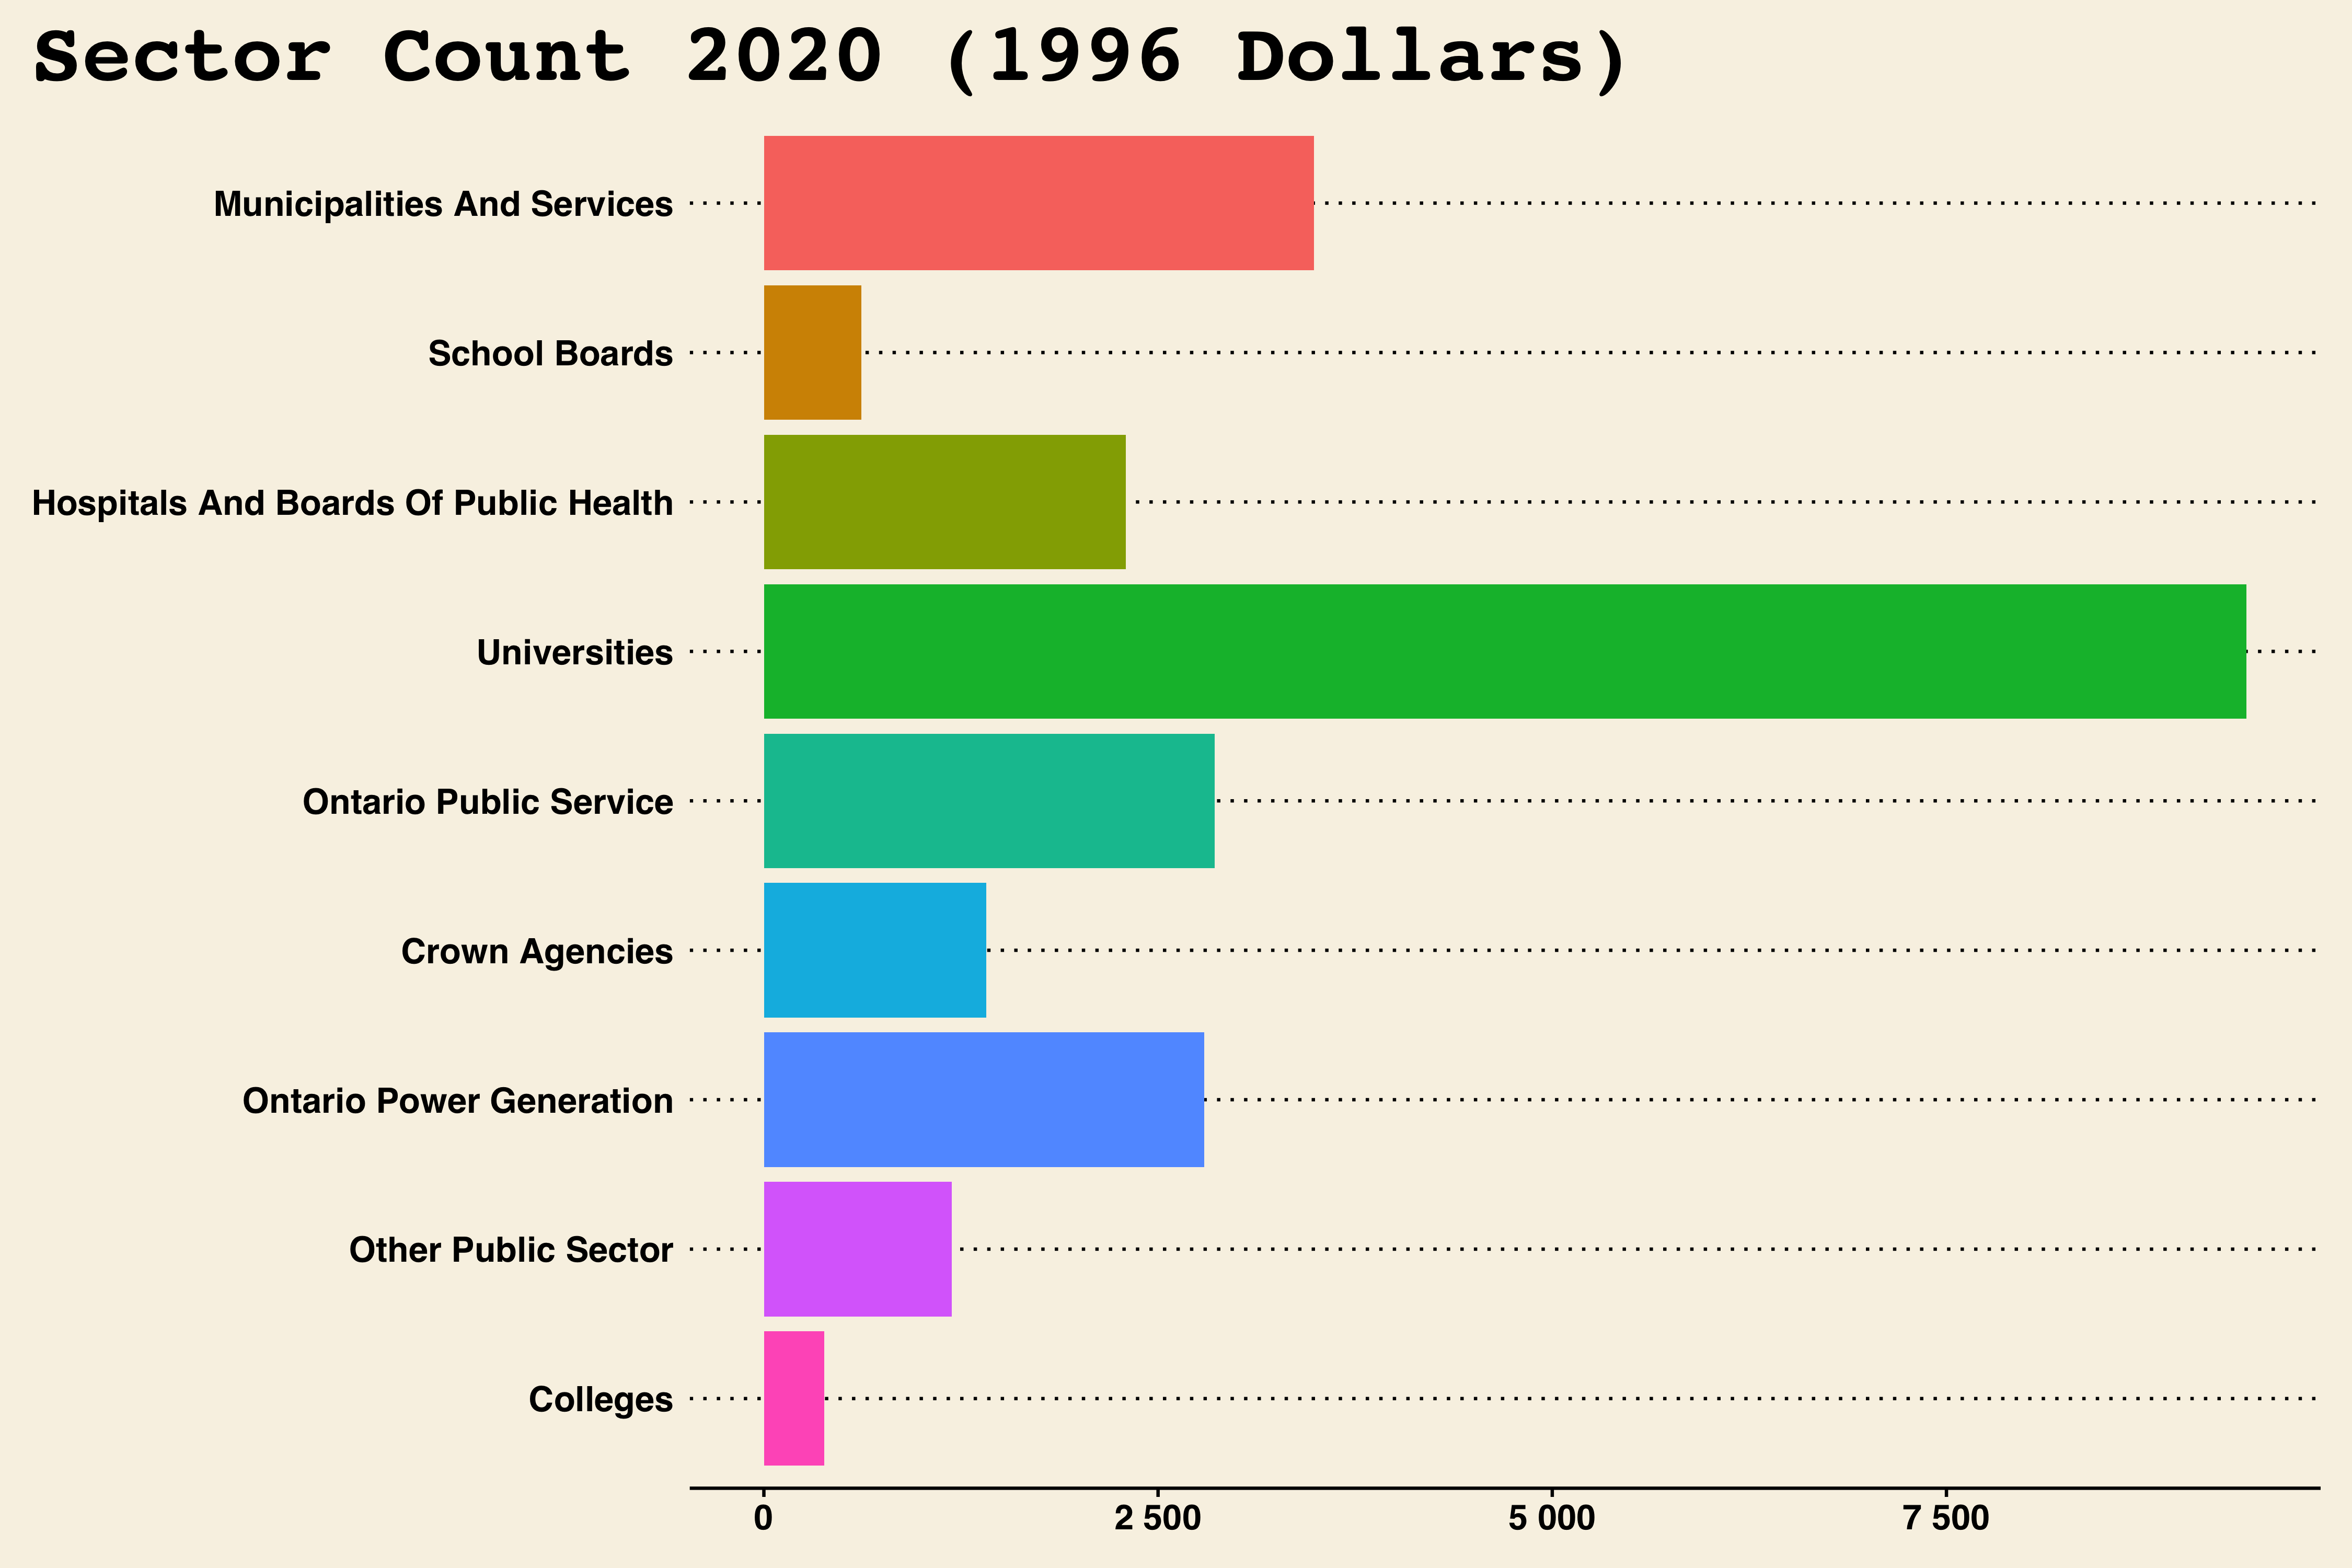 Sector Count 2020 (1996 Dollars)
Municipalities And Services
School Boards
Hospitals And Boards Of Public Health
Universities
Ontario Public Service
Crown Agencies
Ontario Power Generation
Other Public Sector
Colleges
0 2 500 5 000 7 500